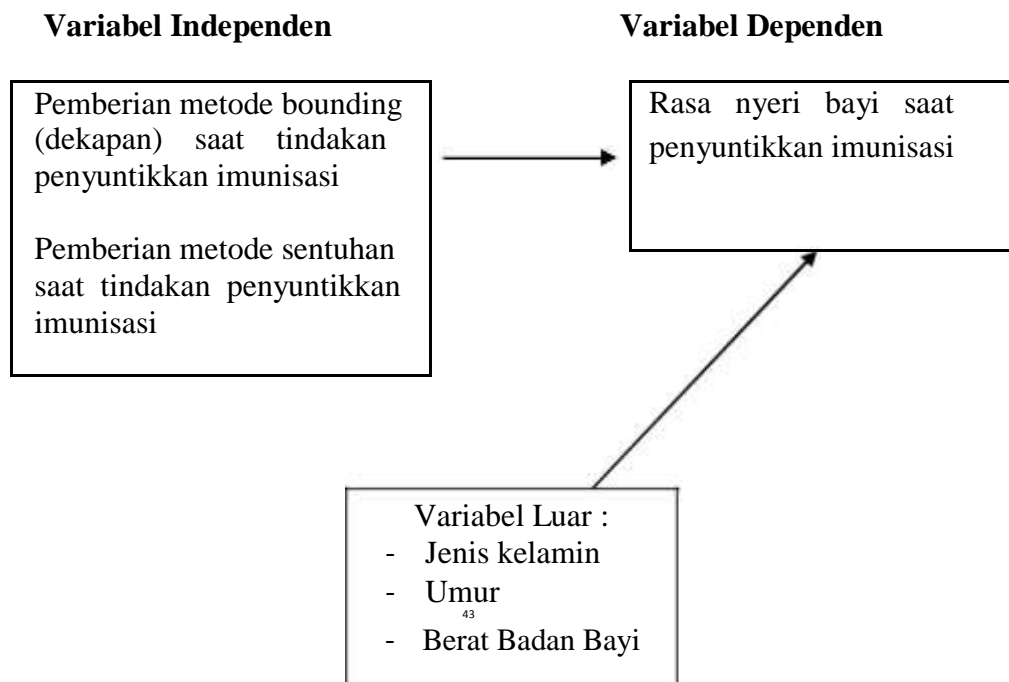 Variabel Independen
Variabel Dependen
Pemberian metode bounding
(dekapan) saat tindakan
penyuntikkan imunisasi
Pemberian metode sentuhan
saat tindakan penyuntikkan
imunisasi
Rasa nyeri bayi saat
penyuntikkan imunisasi
Variabel Luar :
- Jenis kelamin
- Umur
43
- Berat Badan Bayi